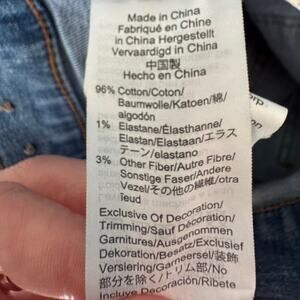 Made in China
Fabriqué en Chine
in China Hergestellt
Vervaardigd in China
中国製
Hecho en China
96% Cotton/Coton/
Baumwolle/Katoen/綿/
algodón
1% Elastane/Élasthanne/
Elastan/Elastaan/エラス
テーン/elastano
3% Other Fiber/Autre Fibre/
Sonstige Faser/Andere
Vezel/その他の繊維/otra
Exclusive Of Decoration/
Trimming/Sauf Décoration/
Garnitures/Ausgenommen
Dekoration/Besatz/Exclusief
Versiering/Garneersel/装飾
部分を除く/トリム部/No
Incluye Decoración/Ribete